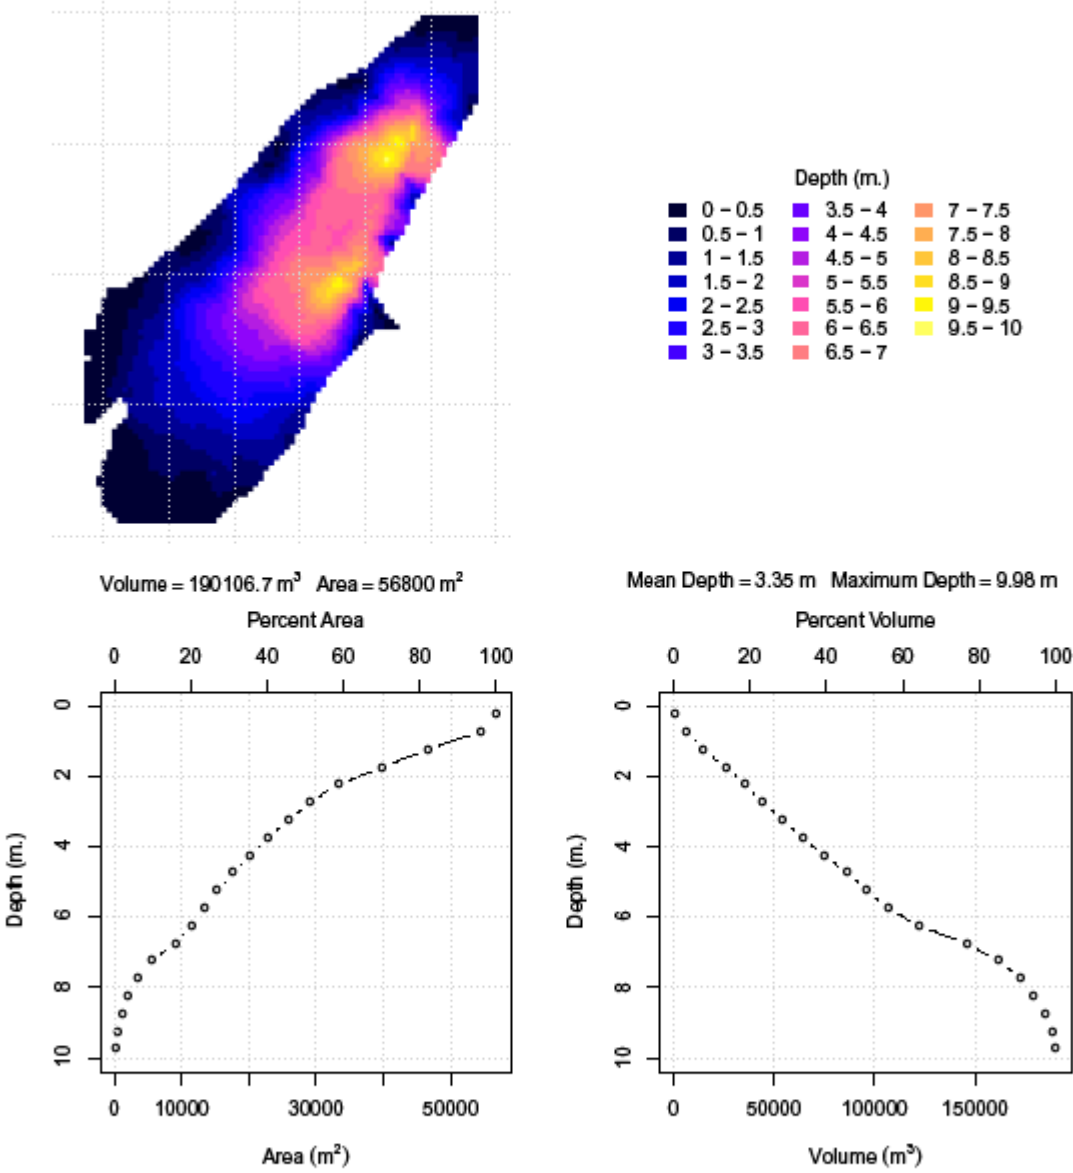 Depth (m.)
0 – 0.5 3.5 – 4 7 – 7.5
0.5 – 1 4 – 4.5 7.5 – 8
1 – 1.5 4.5 – 5 8 – 8.5
1.5 – 2 5 – 5.5 8.5 – 9
2 – 2.5 5.5 – 6 9 – 9.5
2.5 – 3 6 – 6.5 9.5 – 10
3 – 3.5 6.5 – 7
Volume = 190106.7 m³ Area = 56800 m²
Mean Depth = 3.35 m Maximum Depth = 9.98 m
Percent Area
0 20 40 60 80 100
Depth (m.)
0
2
4
6
8
10
0 10000 30000 50000
Area (m²)
Percent Volume
0 20 40 60 80 100
Depth (m.)
0
2
4
6
8
10
0 50000 100000 150000
Volume (m³)